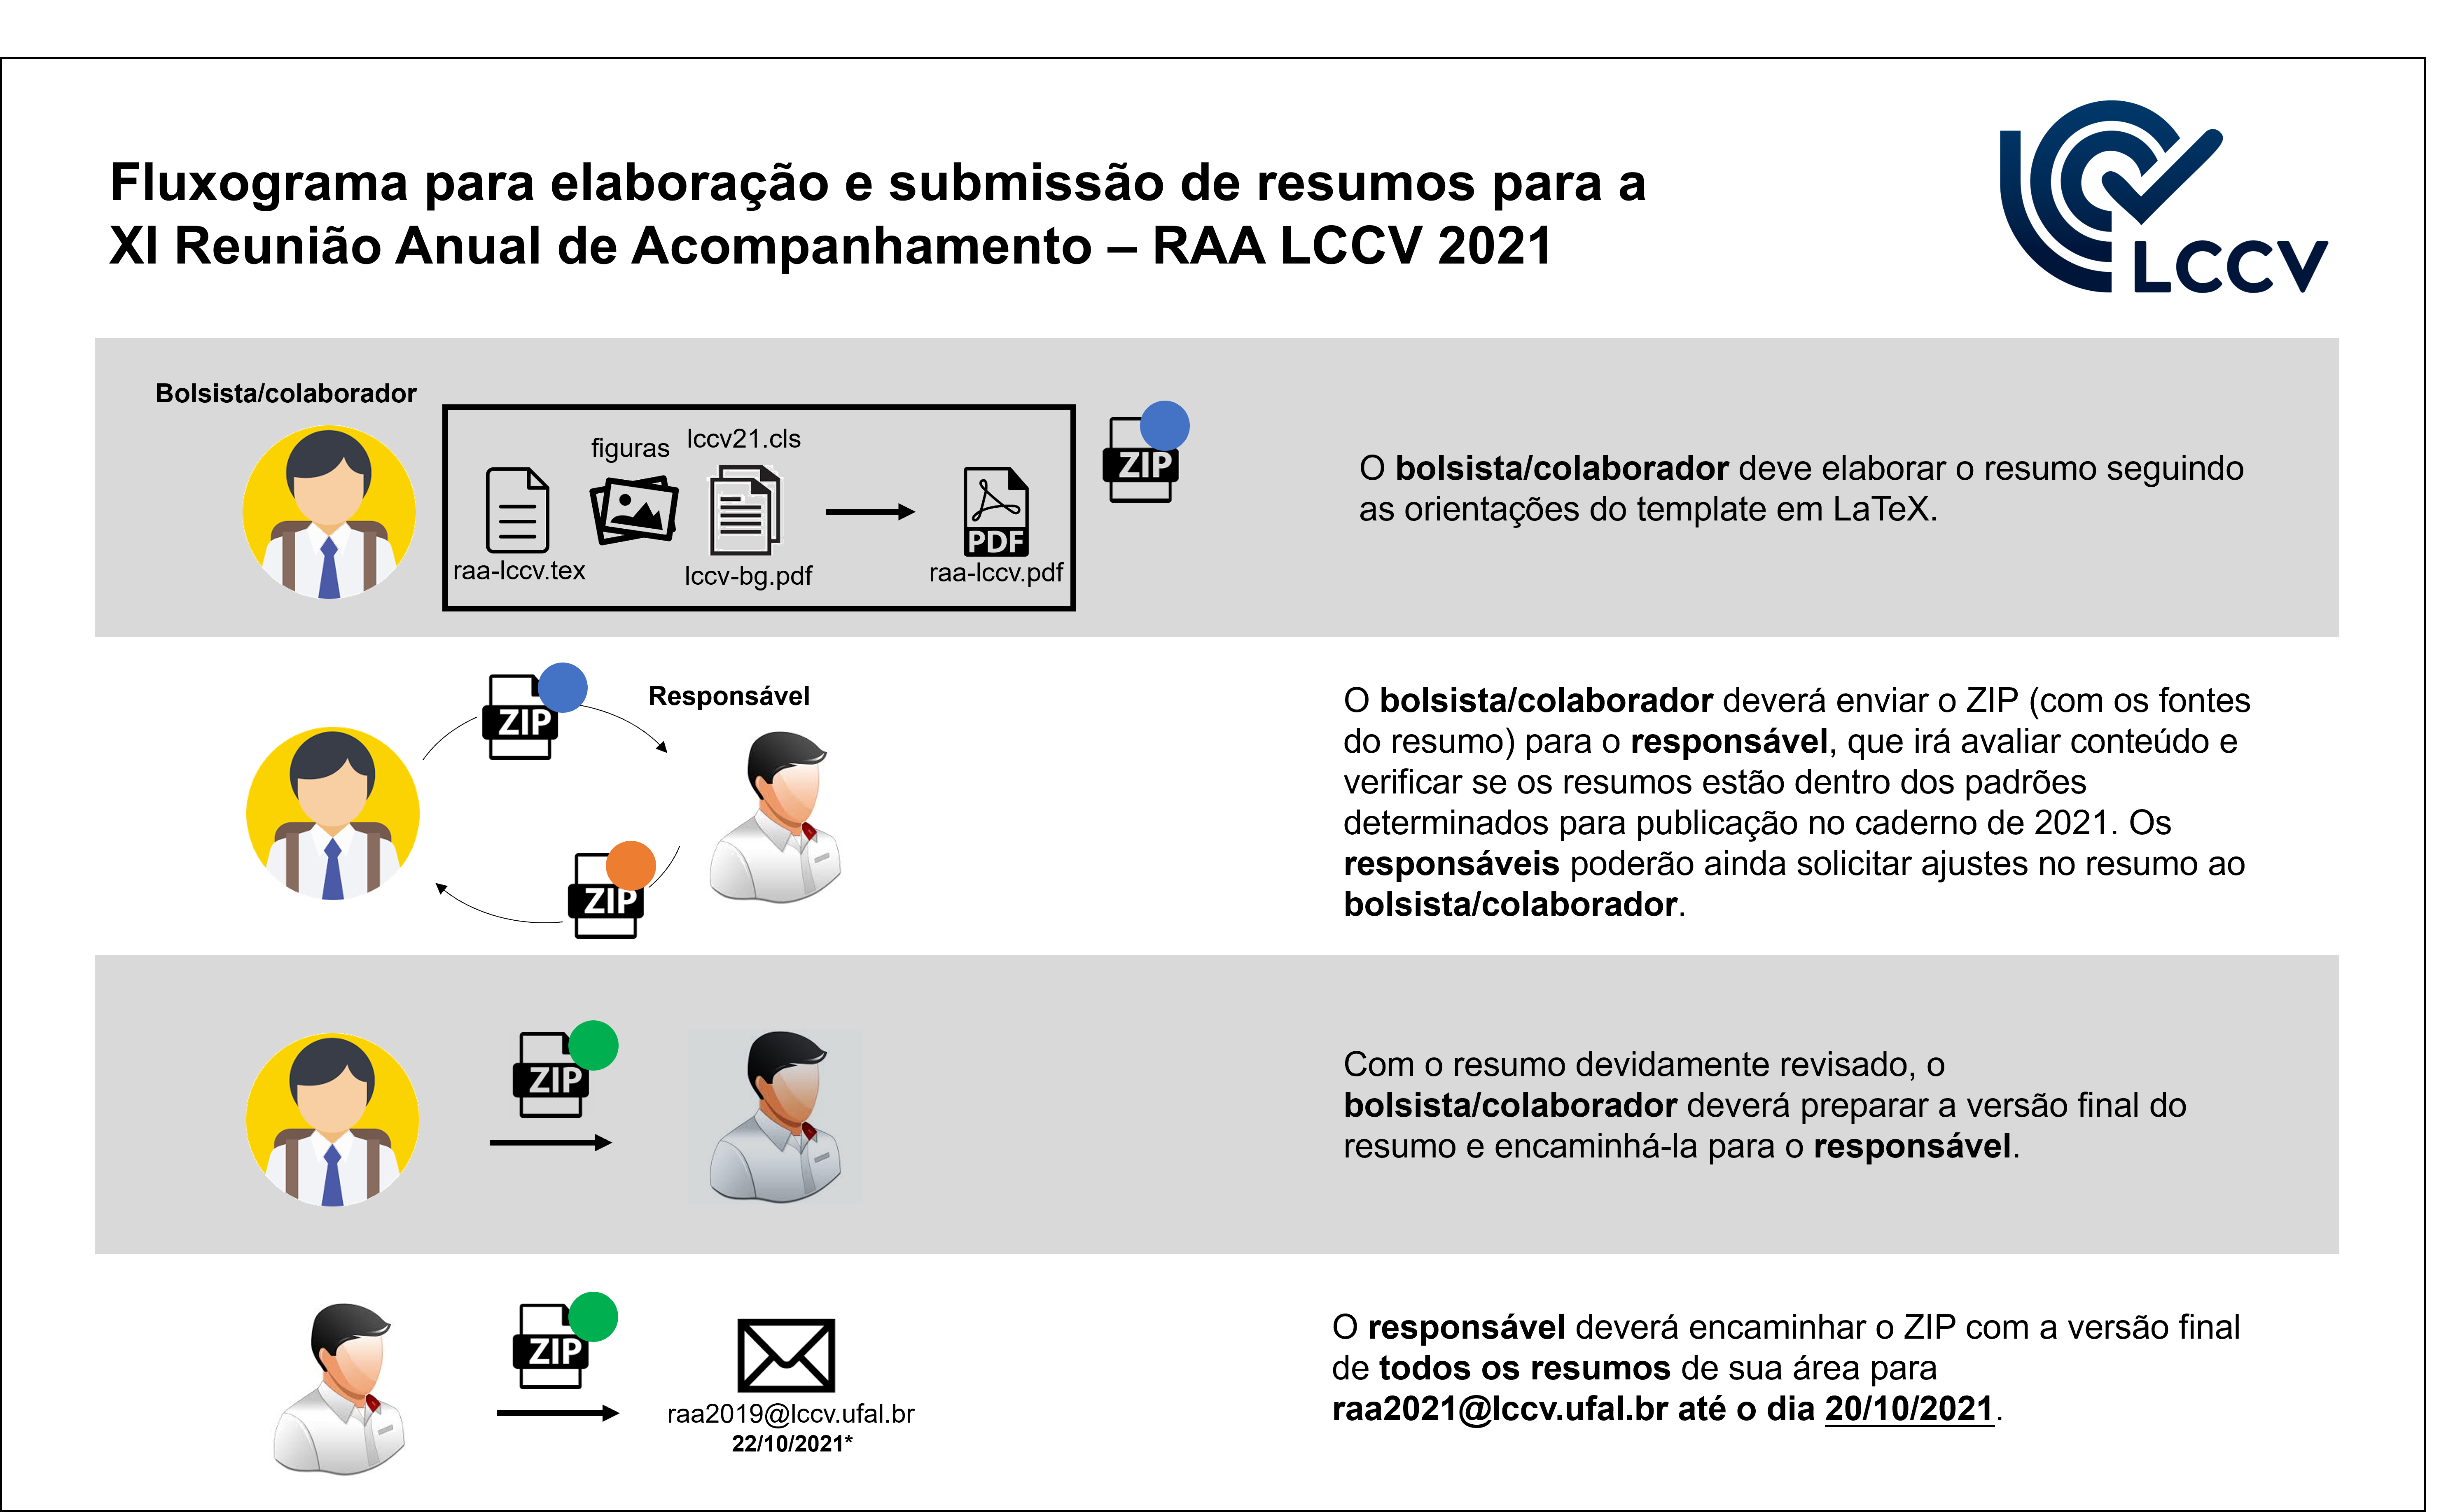 Fluxograma para elaboração e submissão de resumos para a
XI Reunião Anual de Acompanhamento – RAA LCCV 2021
LCCV
Bolsista/colaborador
figuras
lccv21.cls
raa-lccv.tex
lccv-bg.pdf
PDF
raa-lccv.pdf
ZIP
O bolsista/colaborador deve elaborar o resumo seguindo
as orientações do template em LaTeX.
ZIP
Responsável
ZIP
O bolsista/colaborador deverá enviar o ZIP (com os fontes
do resumo) para o responsável, que irá avaliar conteúdo e
verificar se os resumos estão dentro dos padrões
determinados para publicação no caderno de 2021. Os
responsáveis poderão ainda solicitar ajustes no resumo ao
bolsista/colaborador.
ZIP
Com o resumo devidamente revisado, o
bolsista/colaborador deverá preparar a versão final do
resumo e encaminhá-la para o responsável.
ZIP
raa2019@lccv.ufal.br
22/10/2021*
O responsável deverá encaminhar o ZIP com a versão final
de todos os resumos de sua área para
raa2021@lccv.ufal.br até o dia 20/10/2021.